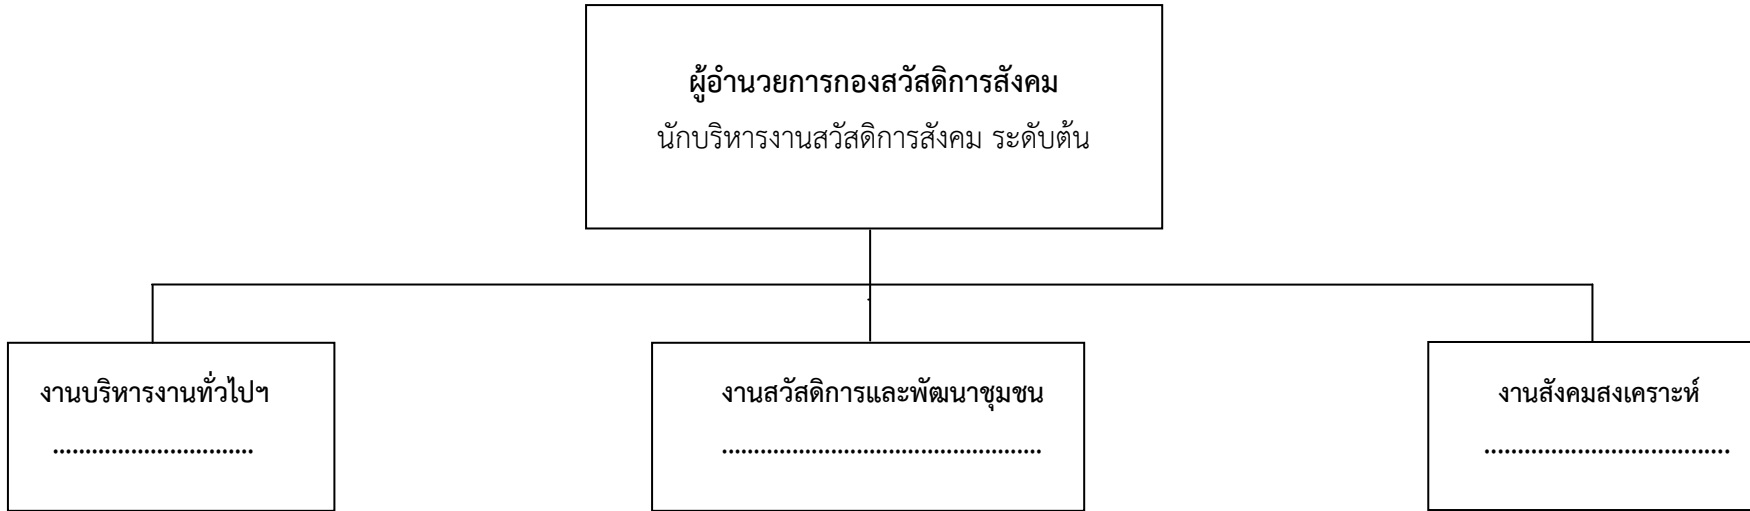 ผู้อำนวยการกองสวัสดิการสังคม
นักบริหารงานสวัสดิการสังคม ระดับต้น
งานบริหารงานทั่วไปฯ
...............................
งานสวัสดิการและพัฒนาชุมชน
.................................................
งานสังคมสงเคราะห์
......................................